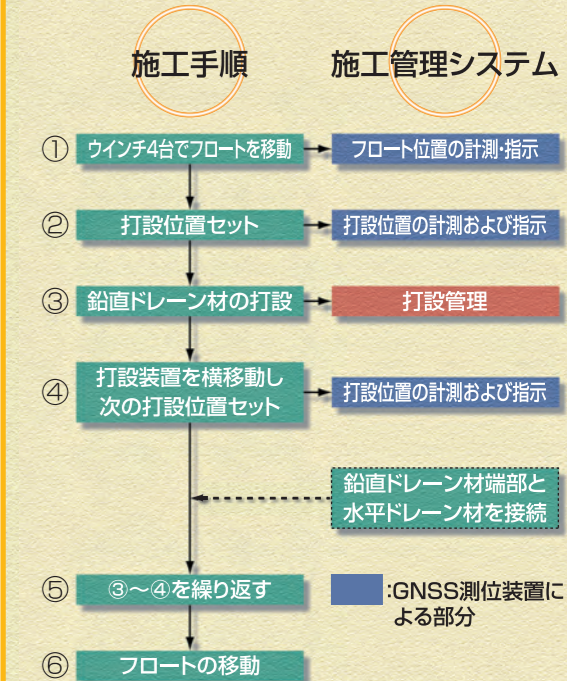 施工手順
施工管理システム
① ウインチ4台でフロートを移動
フロート位置の計測・指示
② 打設位置セット
打設位置の計測および指示
③ 鉛直ドレーン材の打設
打設管理
④ 打設装置を横移動し
次の打設位置セット
打設位置の計測および指示
鉛直ドレーン材端部と
水平ドレーン材を接続
⑤ ③〜④を繰り返す
:GNSS測位装置に
よる部分
⑥ フロートの移動